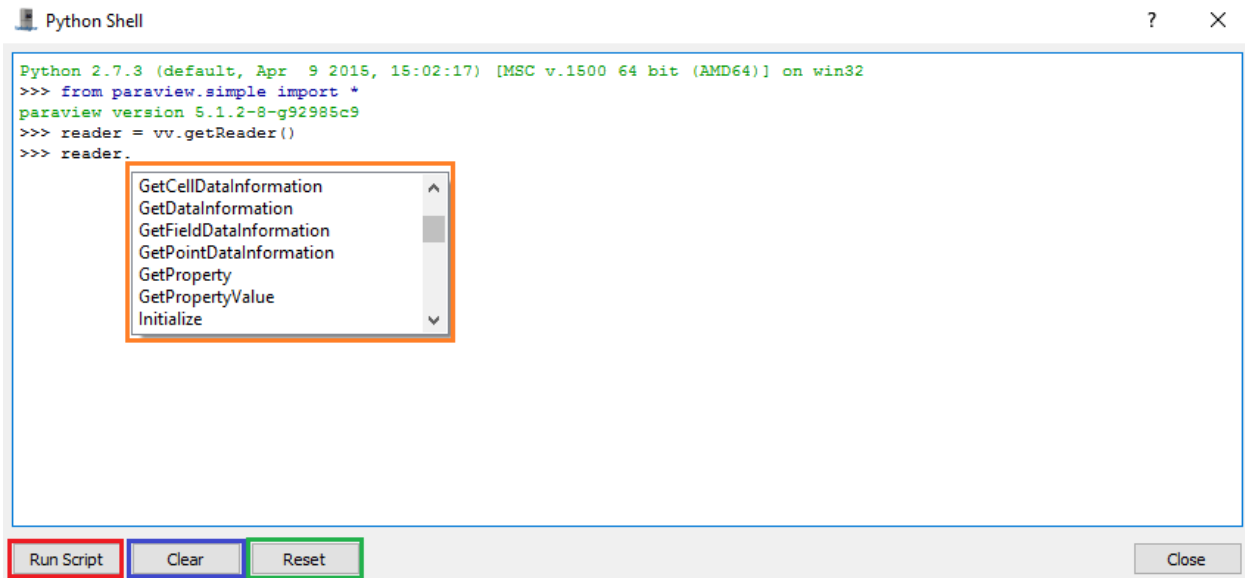 Python Shell
?
Python 2.7.3 (default, Apr  9 2015, 15:02:17) [MSC v.1500 64 bit (AMD64)] on win32
>>> from paraview.simple import *
paraview version 5.1.2-8-g92985c9
>>> reader = vv.getReader()
>>> reader.
GetCellDataInformation
GetDataInformation
GetFieldDataInformation
GetPointDataInformation
GetProperty
GetPropertyValue
Initialize
Run Script Clear Reset Close